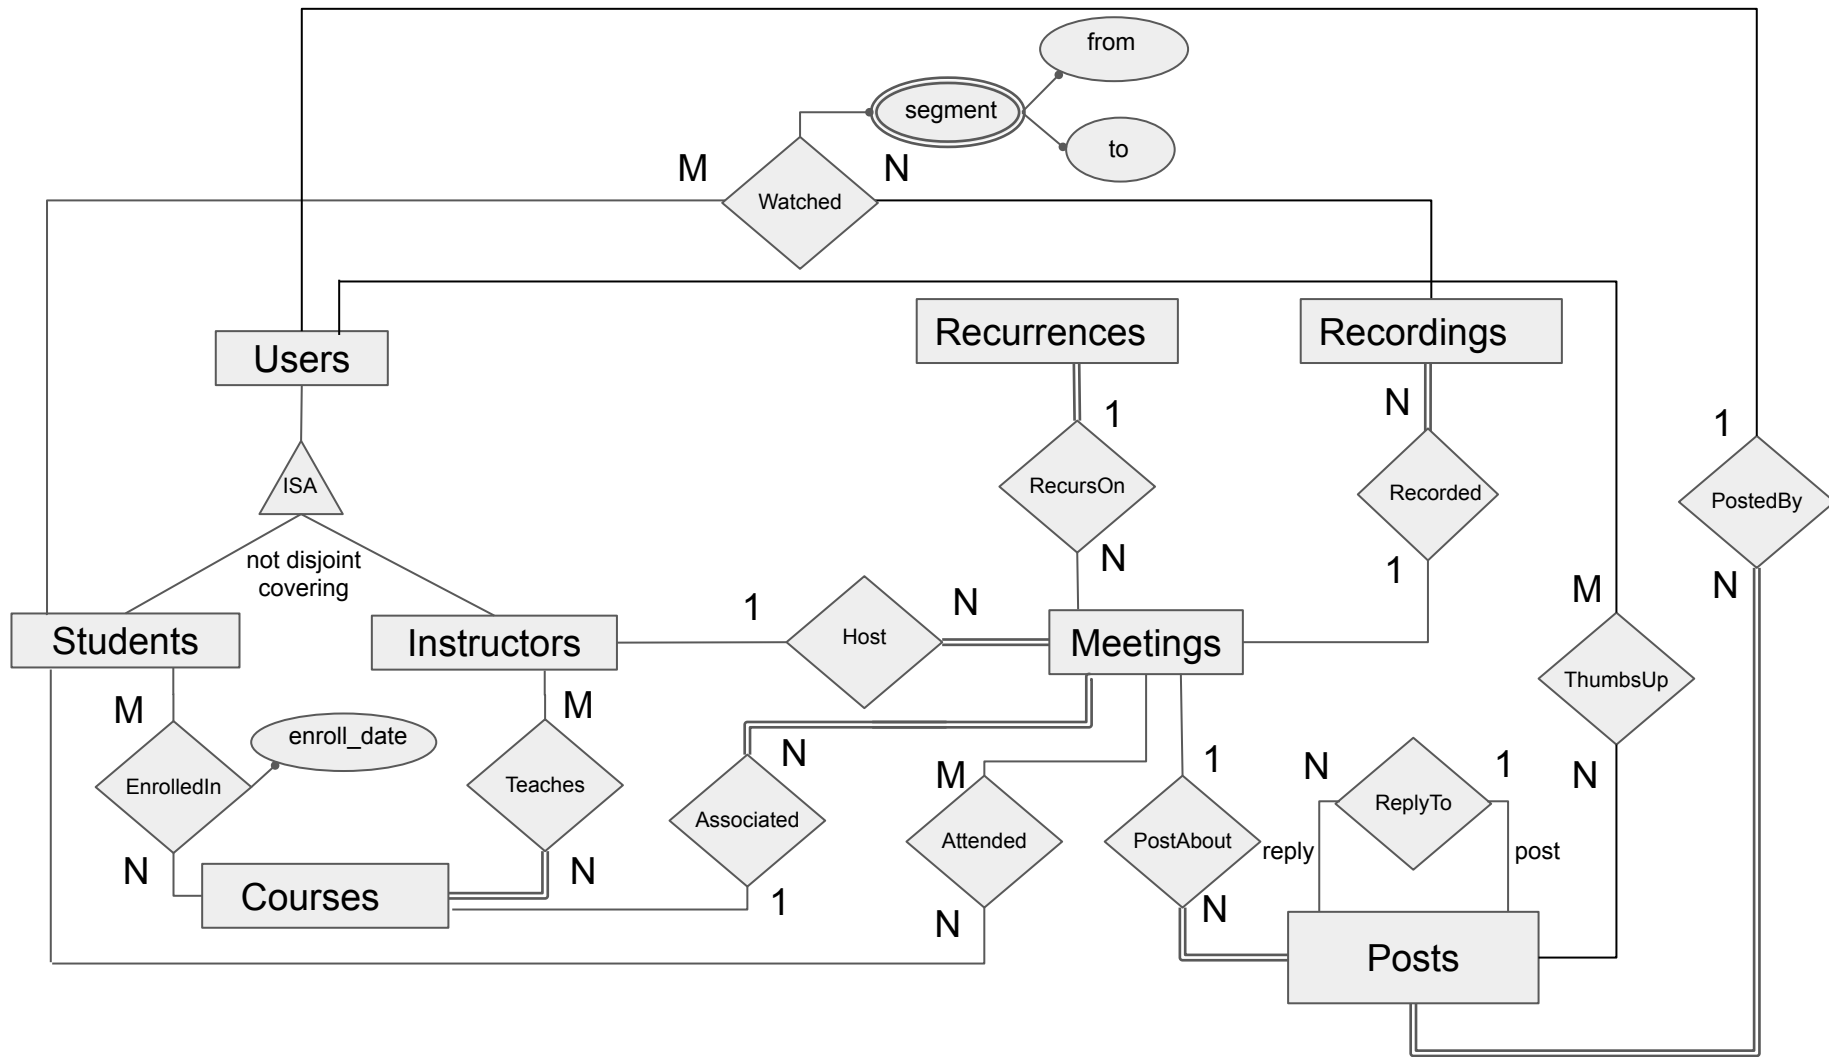 from
segment
to
M
N
Watched
Users
Recurrences
Recordings
1
N
1
ISA
RecursOn
Recorded
PostedBy
not disjoint
covering
N
1
M
N
1
N
Students
Instructors
Host
Meetings
ThumbsUp
M
M
enroll_date
N
M
1
N
1
N
EnrolledIn
Teaches
Associated
Attended
PostAbout
ReplyTo
reply
post
N
N
1
N
N
Courses
Posts